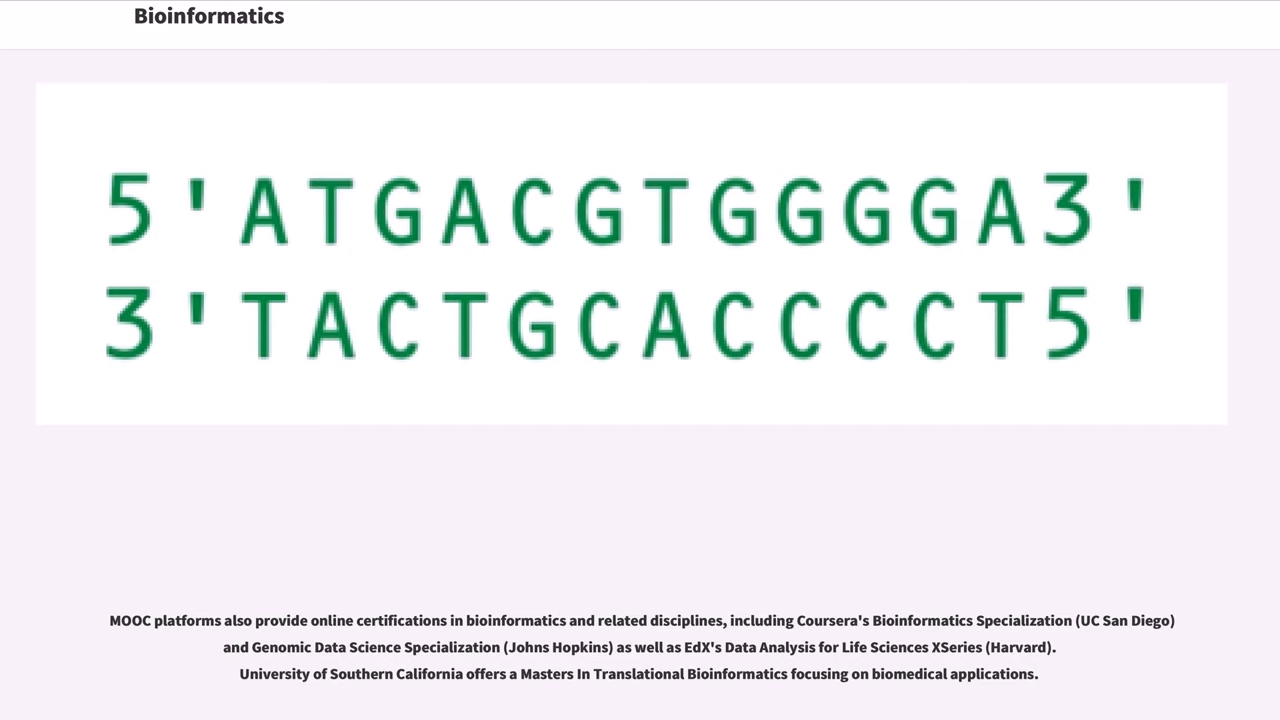 Bioinformatics
5'ATGACGTGGGGA3'
3'TACTGCACCCCT5'
MOOC platforms also provide online certifications in bioinformatics and related disciplines, including Coursera's Bioinformatics Specialization (UC San Diego)
and Genomic Data Science Specialization (Johns Hopkins) as well as EdX's Data Analysis for Life Sciences XSeries (Harvard).
University of Southern California offers a Masters In Translational Bioinformatics focusing on biomedical applications.